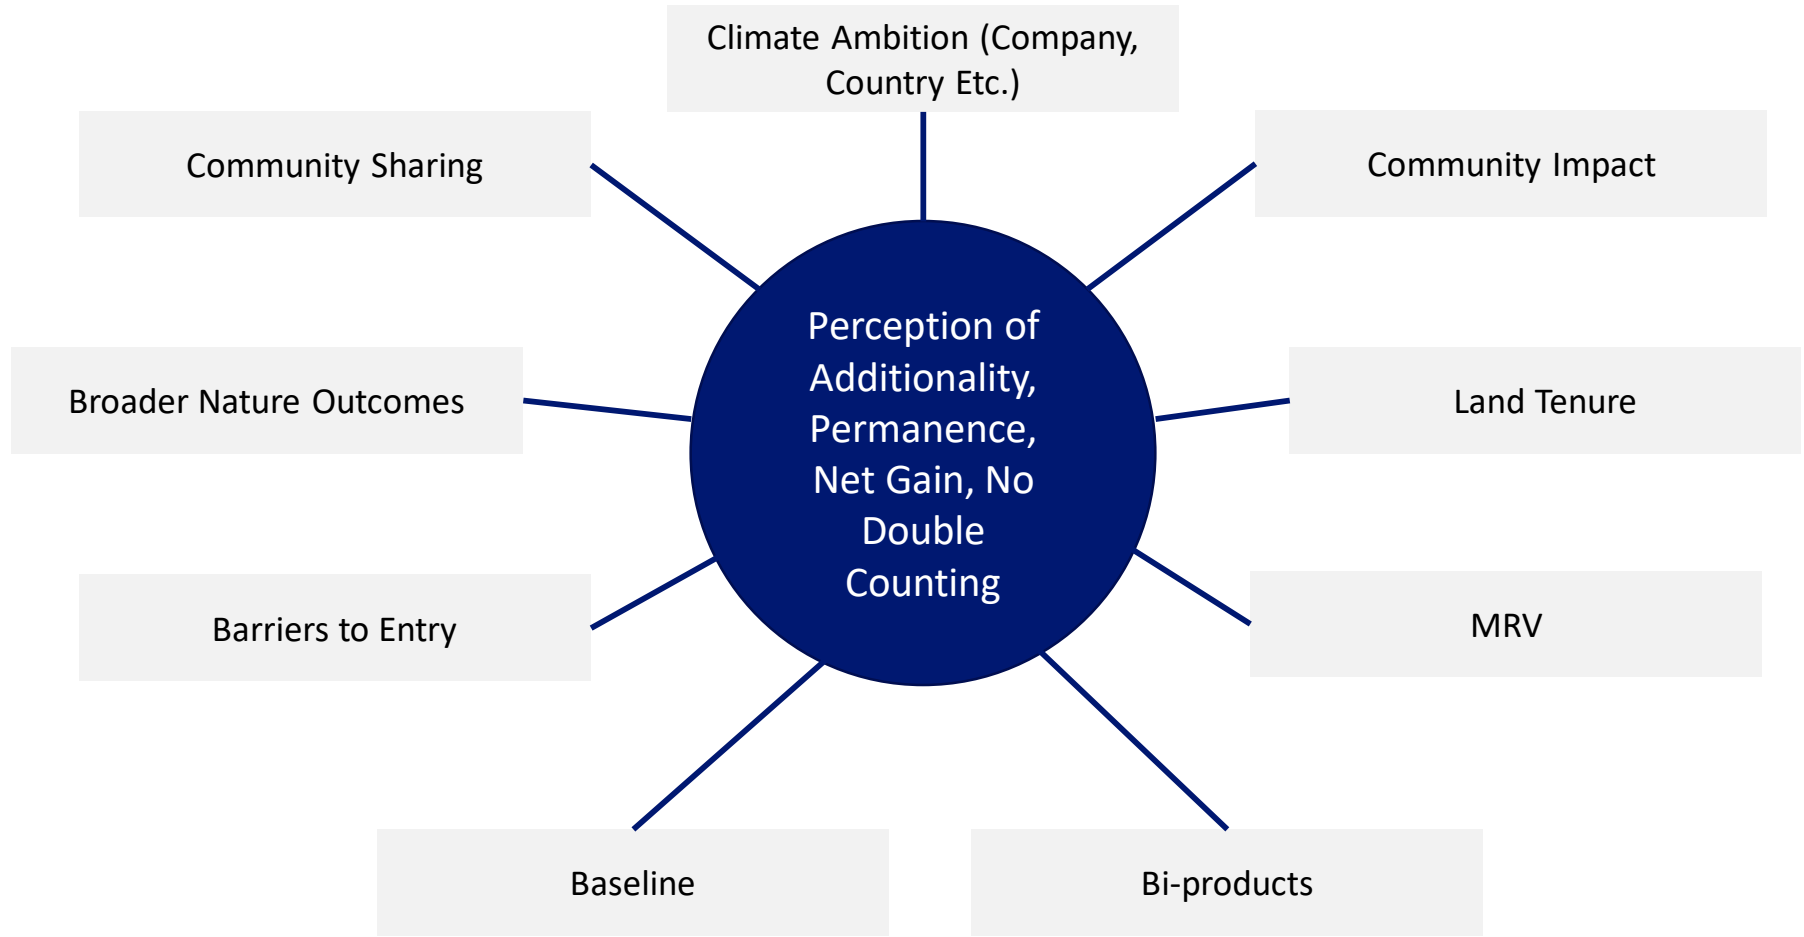 Climate Ambition (Company,
Country Etc.)
Community Sharing
Community Impact
Perception of
Additionality,
Permanence,
Net Gain, No
Double
Counting
Broader Nature Outcomes
Land Tenure
Barriers to Entry
MRV
Baseline
Bi-products